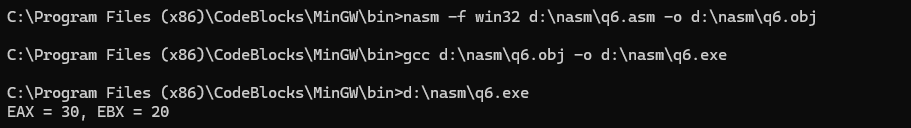 C:\Program Files (x86)\CodeBlocks\MinGW\bin>nasm -f win32 d:\nasm\q6.asm -o d:\nasm\q6.obj
C:\Program Files (x86)\CodeBlocks\MinGW\bin>gcc d:\nasm\q6.obj -o d:\nasm\q6.exe
C:\Program Files (x86)\CodeBlocks\MinGW\bin>d:\nasm\q6.exe
EAX = 30, EBX = 20